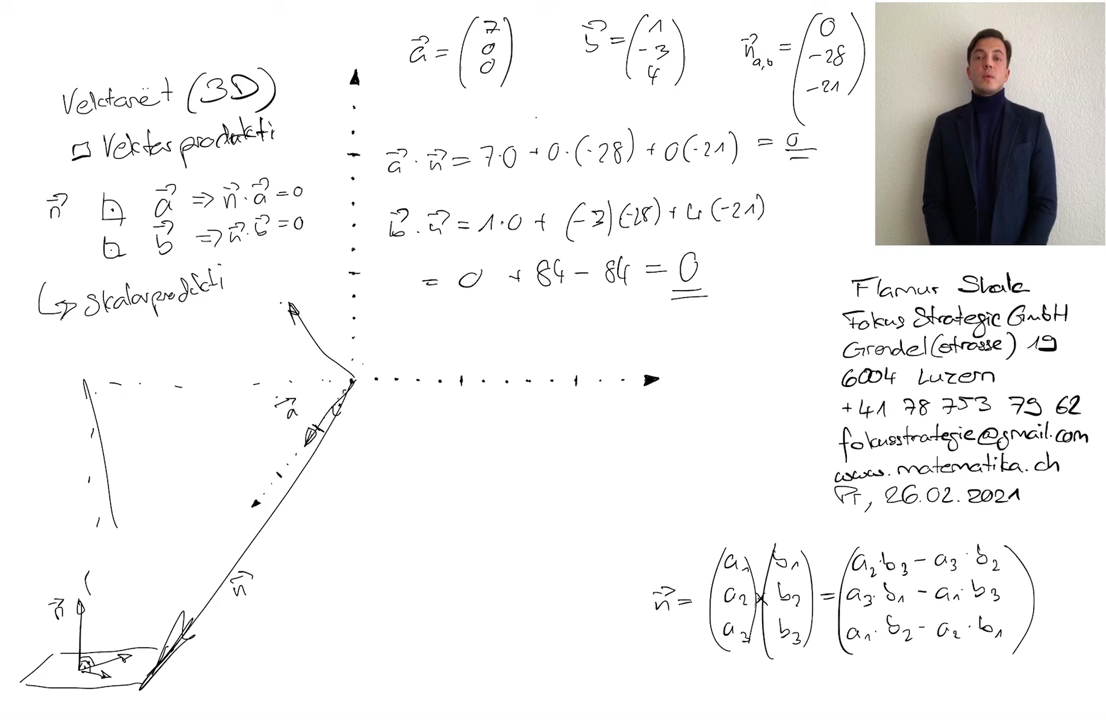 Vektorët (3D)
□ Vektorprodukti
n⃗ ⊾ a⃗ => n⃗ · a⃗ = 0
⊾ b⃗ => n⃗ · b⃗ = 0
↳ Skalarprodukti
a⃗ = (7 0 0) b⃗ = (1 -3 4) n⃗a,b = (0 -28 -21)
a⃗ · n⃗ = 7·0 + 0·(-28) + 0(-21) = 0
b⃗ · n⃗ = 1·0 + (-3)(-28) + 4(-21)
= 0 + 84 - 84 = 0
a⃗
n⃗
n⃗
Flamur Skala
Fokus Strategie GmbH
Grendel(strasse) 19
6004 Luzern
+41 78 753 79 62
fokusstrategie@gmail.com
www.matematika.ch
Pr, 26.02.2021
n⃗ = (a1 a2 a3) × (b1 b2 b3) = (a2·b3 - a3·b2
a3·b1 - a1·b3
a1·b2 - a2·b1)